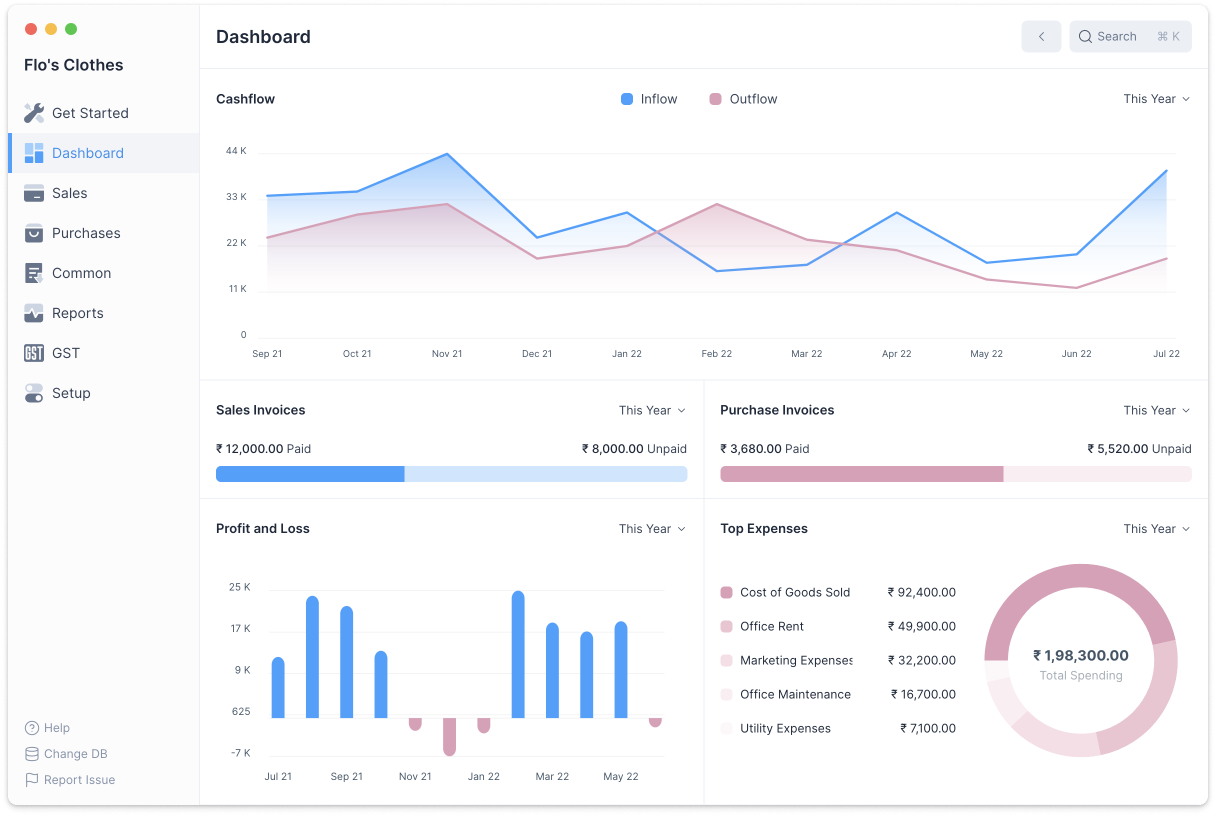 Flo's Clothes
Get Started
Dashboard
Sales
Purchases
Common
Reports
GST
GST
Setup
Help
Change DB
Report Issue
Dashboard
Search ⌘ K
Cashflow
Inflow
Outflow
This Year
44 K
33 K
22 K
11 K
0
Sep 21 Oct 21 Nov 21 Dec 21 Jan 22 Feb 22 Mar 22 Apr 22 May 22 Jun 22 Jul 22
Sales Invoices
This Year
₹ 12,000.00 Paid
₹ 8,000.00 Unpaid
Purchase Invoices
This Year
₹ 3,680.00 Paid
₹ 5,520.00 Unpaid
Profit and Loss
This Year
25 K
17 K
9 K
625
-7 K
Jul 21 Sep 21 Nov 21 Jan 22 Mar 22 May 22
Top Expenses
This Year
Cost of Goods Sold ₹ 92,400.00
Office Rent ₹ 49,900.00
Marketing Expenses ₹ 32,200.00
Office Maintenance ₹ 16,700.00
Utility Expenses ₹ 7,100.00
₹ 1,98,300.00
Total Spending